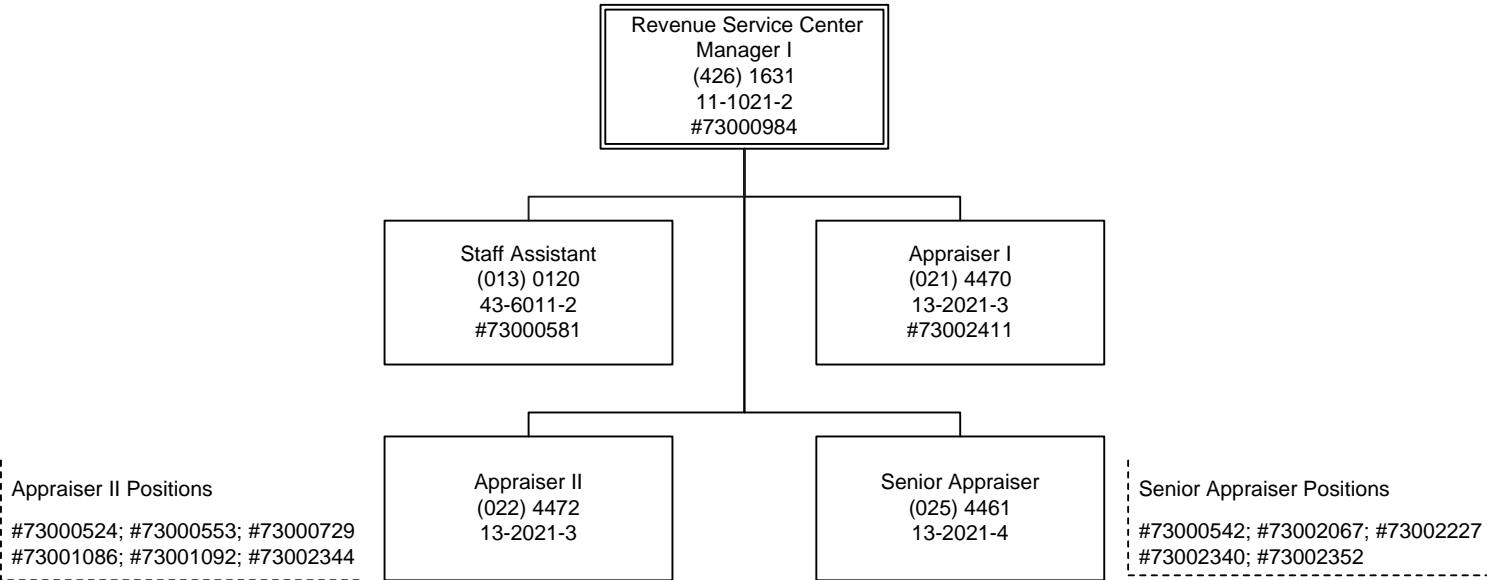 Revenue Service Center
Manager I
(426) 1631
11-1021-2
#73000984
Staff Assistant
(013) 0120
43-6011-2
#73000581
Appraiser I
(021) 4470
13-2021-3
#73002411
Appraiser II Positions
#73000524; #73000553; #73000729
#73001086; #73001092; #73002344
Appraiser II
(022) 4472
13-2021-3
Senior Appraiser
(025) 4461
13-2021-4
Senior Appraiser Positions
#73000542; #73002067; #73002227
#73002340; #73002352